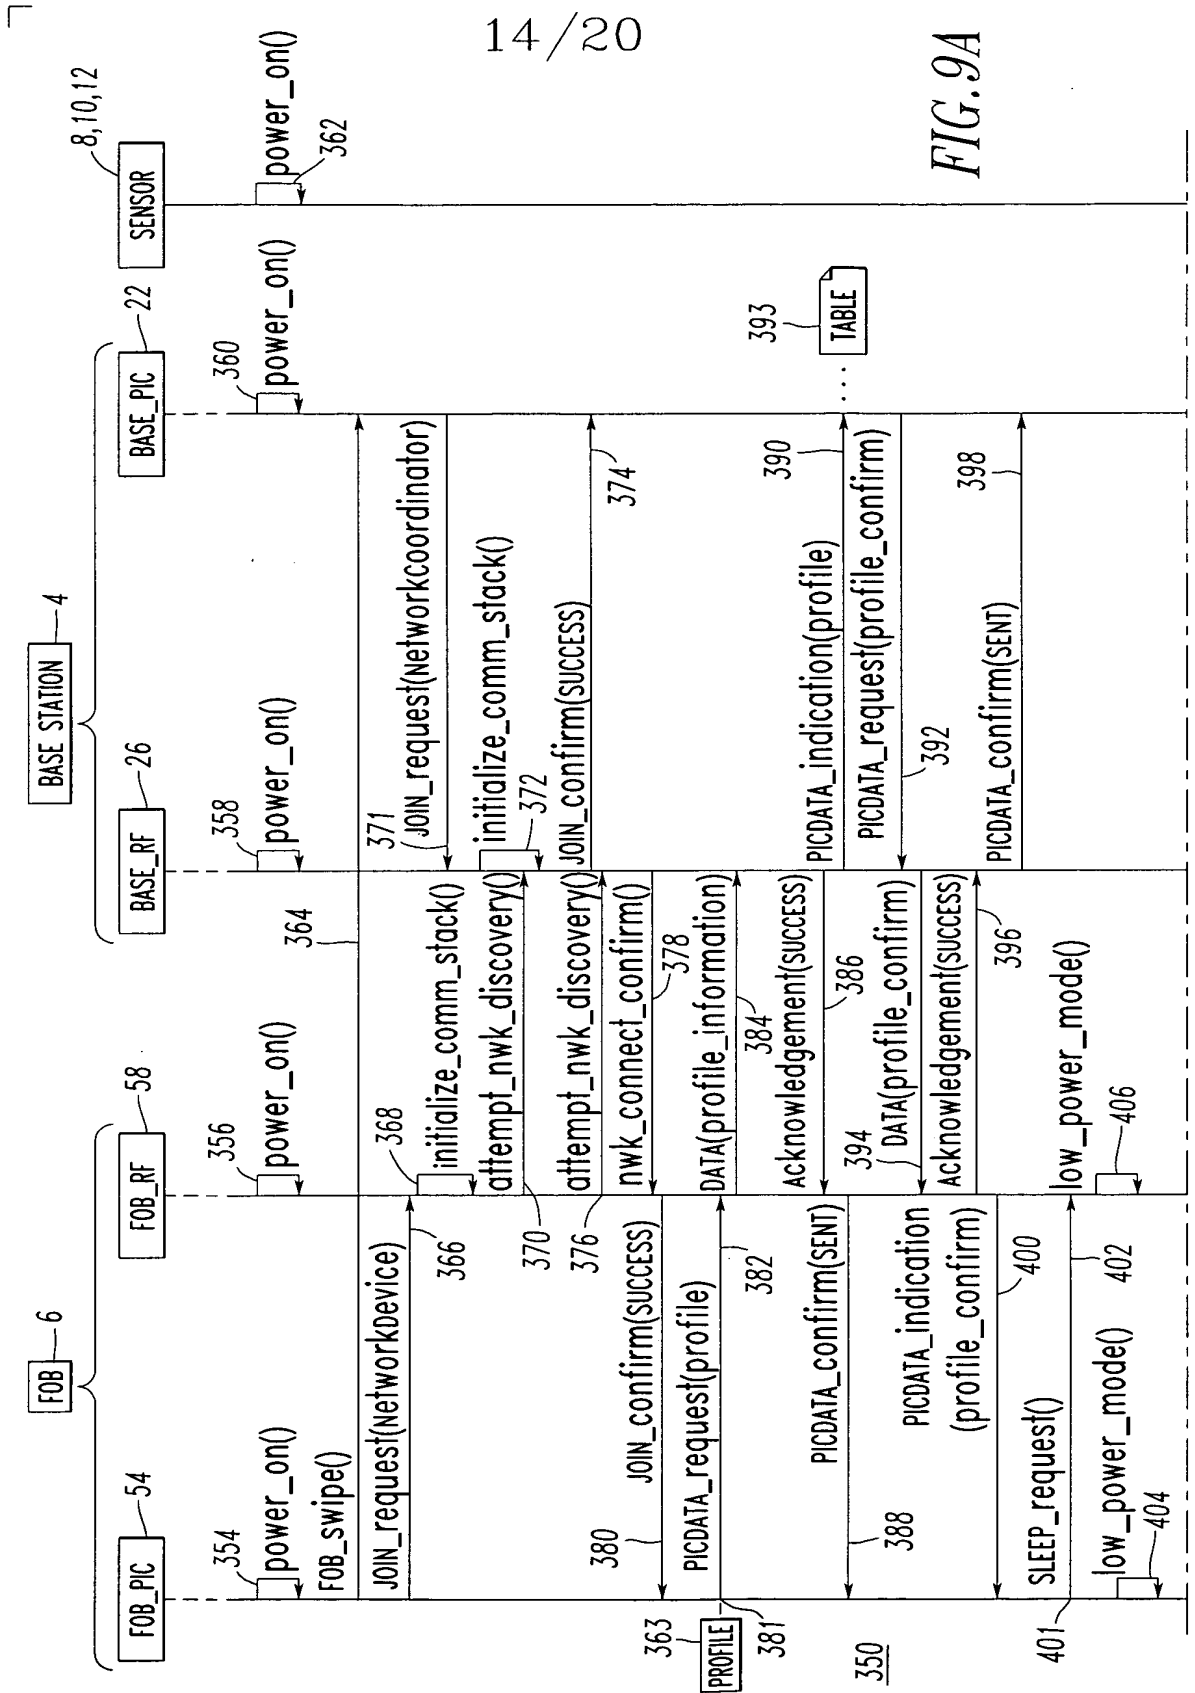 14/20
FOB 6
BASE STATION 4
FOB_PIC 54
FOB_RF 58
BASE_RF 26
BASE_PIC 22
SENSOR 8,10,12
354 power_on()
356 power_on()
358 power_on()
360 power_on()
power_on() 362
FOB_swipe() 364
JOIN_request(NetworkDevice)
366
368 initialize_comm_stack()
371 JOIN_request(NetworkCoordinator)
attempt_nwk_discovery()
370
initialize_comm_stack()
372
JOIN_confirm(SUCCESS)
374
attempt_nwk_discovery()
376
nwk_connect_confirm()
378
JOIN_confirm(SUCCESS)
380
363 PROFILE
PICDATA_request(profile)
381
382
DATA(profile_information)
384
Acknowledgement(SUCCESS)
386
PICDATA_confirm(SENT)
388
PICDATA_indication(profile)
390
.... TABLE 393
PICDATA_request(profile_confirm)
392
394 DATA(profile_confirm)
Acknowledgement(SUCCESS)
396
PICDATA_confirm(SENT)
398
PICDATA_indication
(profile_confirm)
400
SLEEP_request()
401
402
low_power_mode()
404
low_power_mode()
406
350
FIG.9A